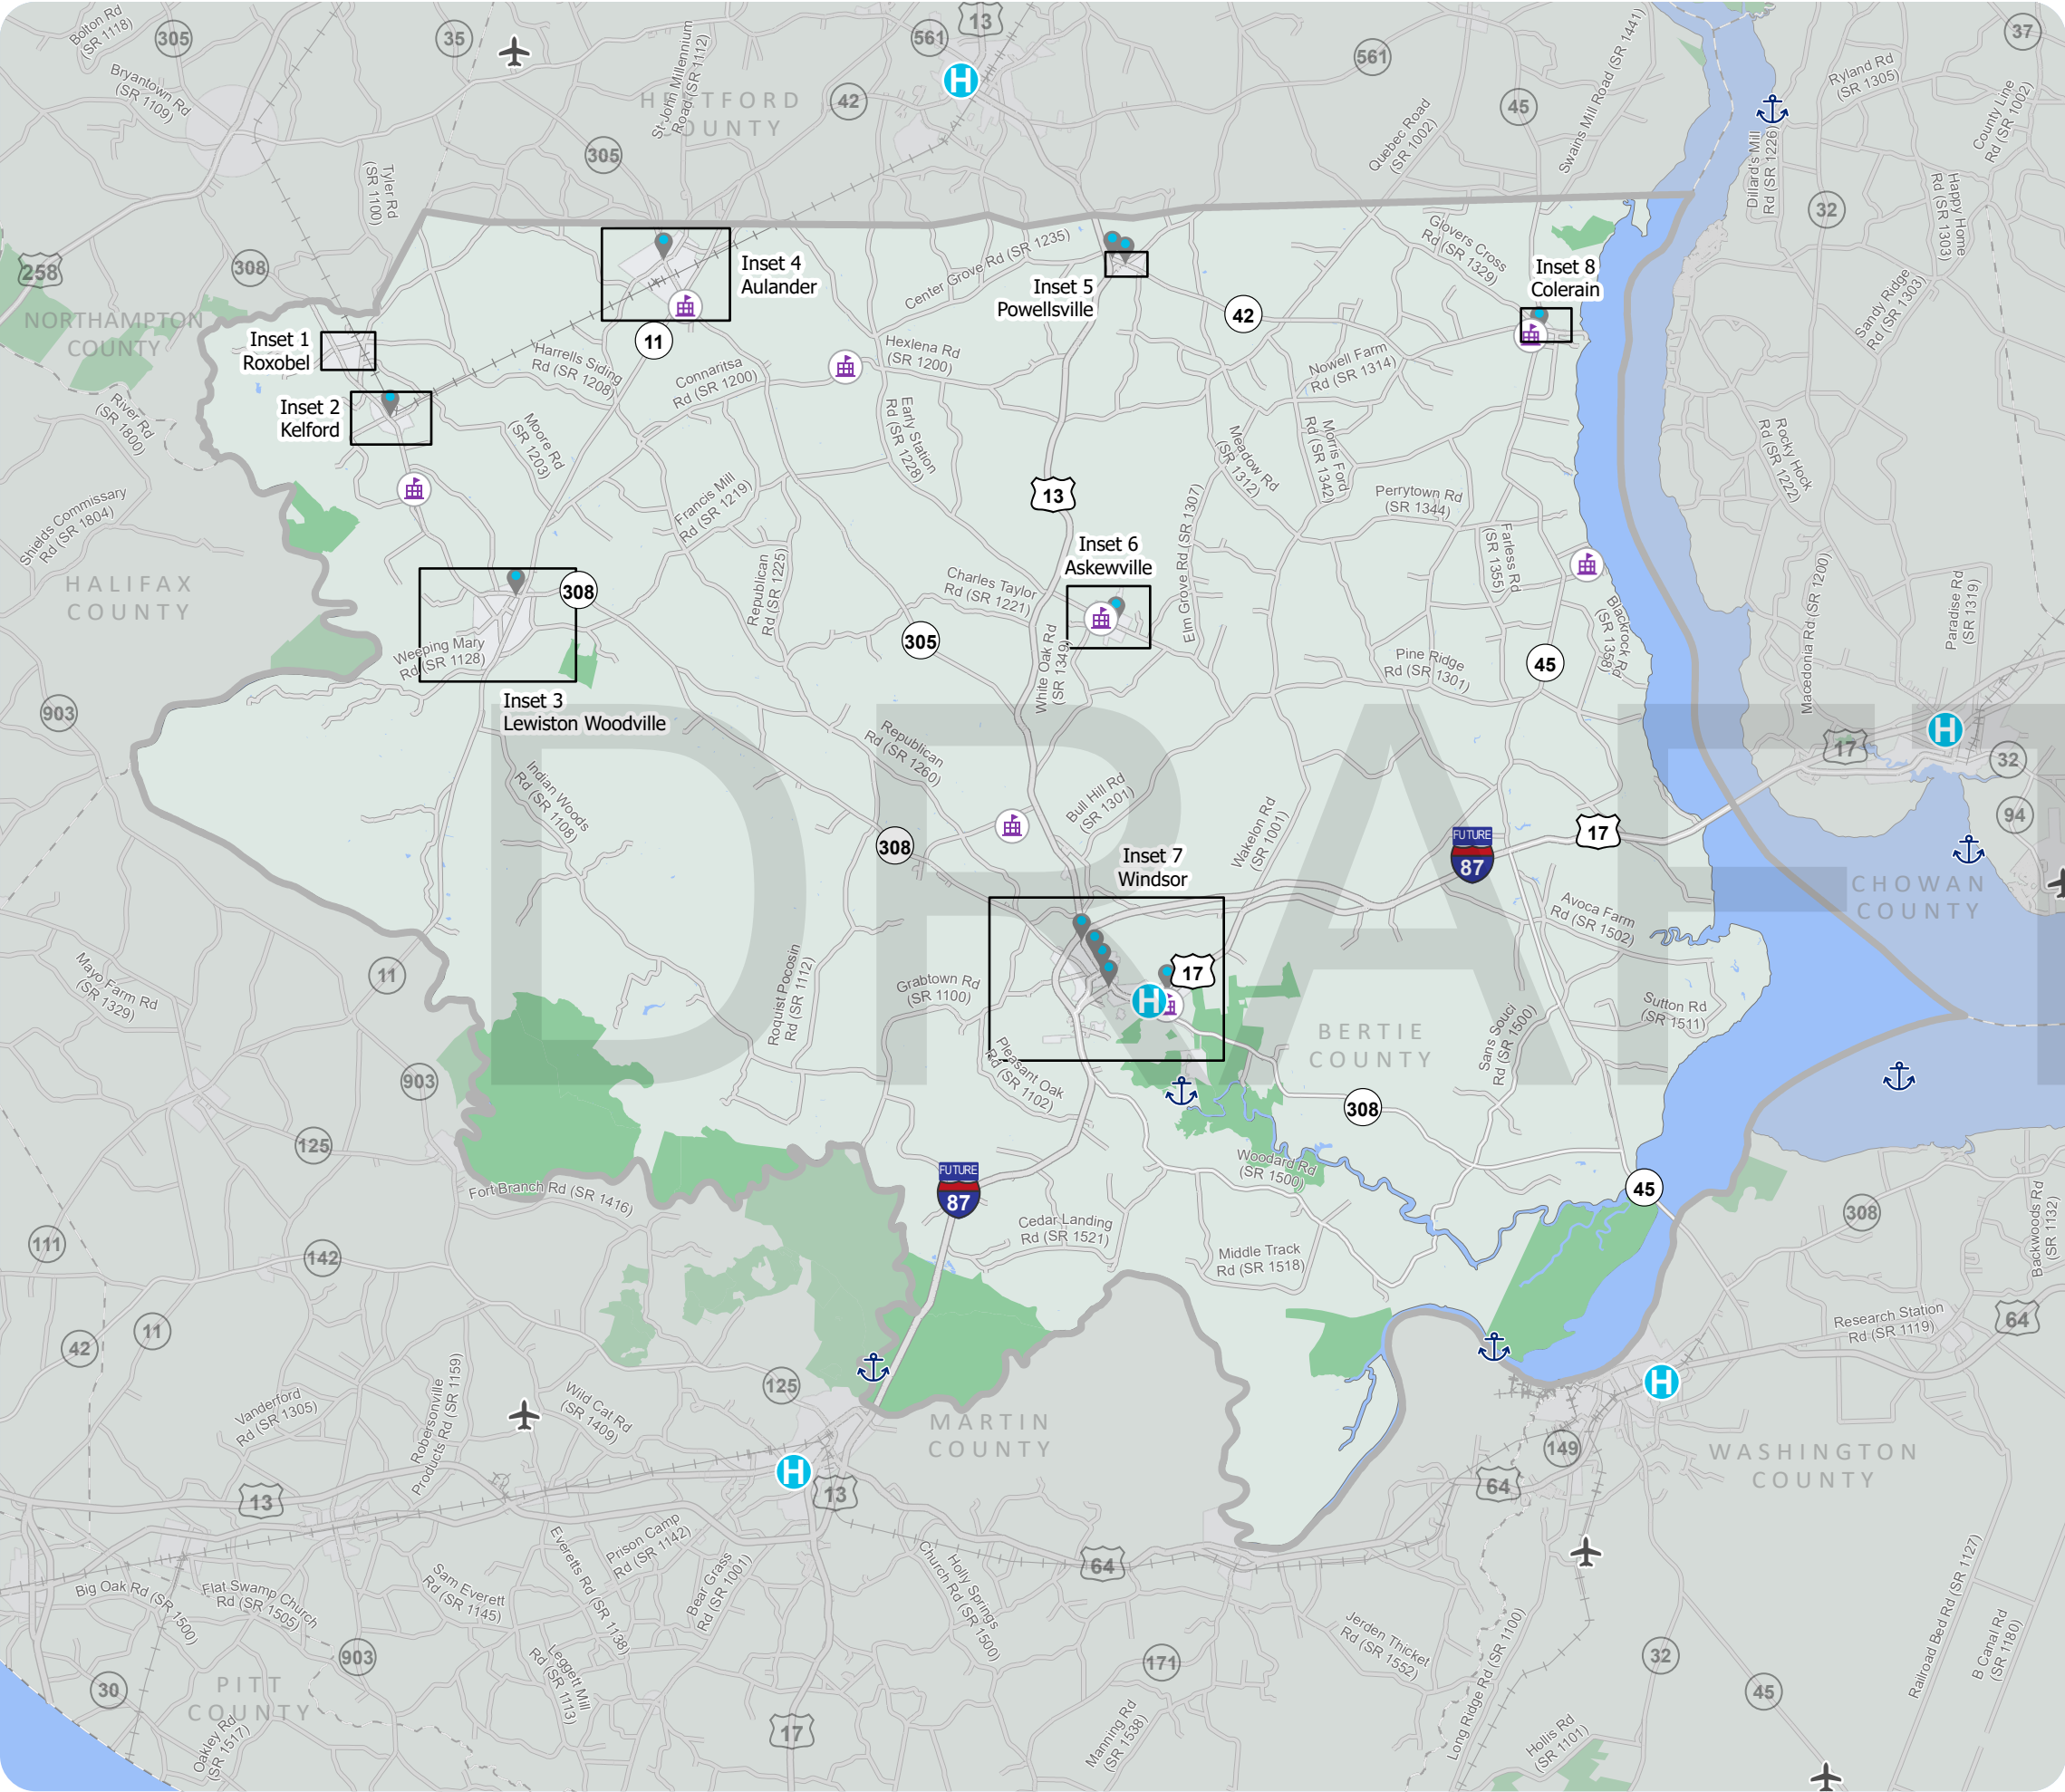 Bolton Rd
(SR 1118)
305
35
561
13
St John Millennium
Road (SR 1112)
561
Swains Mill Road (SR 1441)
37
Bryantown Rd
(SR 1109)
H
HERTFORD
COUNTY
42
45
Quebec Road
(SR 1002)
Ryland Rd
(SR 1305)
County Line
Rd (SR 1002)
305
Tyler Rd
(SR 1100)
Dillard's Mill
Rd (SR 1226)
32
Happy Home
Rd (SR 1303)
258
308
Inset 4
Aulander
Center Grove Rd (SR 1235)
Inset 5
Powellsville
42
Glovers Cross
Rd (SR 1329)
Inset 8
Colerain
Sandy Ridge
Rd (SR 1303)
NORTHAMPTON
COUNTY
Inset 1
Roxobel
11
Harrells Siding
Rd (SR 1208)
Connaritsa
Rd (SR 1200)
Hexlena Rd
(SR 1200)
Nowell Farm
Rd (SR 1314)
Inset 2
Kelford
River Rd
(SR 1800)
Moore Rd
(SR 1203)
Early Station
Rd (SR 1228)
Meadow Rd
(SR 1312)
Morris Ford
Rd (SR 1342)
Rocky Hock
Rd (SR 1222)
Francis Mill
Rd (SR 1219)
13
Perrytown Rd
(SR 1344)
Shields Commissary
Rd (SR 1804)
Farless Rd
(SR 1355)
HALIFAX
COUNTY
308
Republican
Rd (SR 1225)
Charles Taylor
Rd (SR 1221)
Inset 6
Askewville
Elm Grove Rd (SR 1307)
Macedonia Rd (SR 1200)
Paradise Rd
(SR 1319)
Weeping Mary
Rd (SR 1128)
305
White Oak Rd
(SR 1349)
Pine Ridge
Rd (SR 1301)
45
Blackrock Rd
(SR 1358)
Inset 3
Lewiston Woodville
903
DRAFT
Republican
Rd (SR 1260)
17
H
32
Indian Woods
Rd (SR 1108)
Bull Hill Rd
(SR 1301)
Wakelon Rd
(SR 1001)
94
308
FUTURE
87
17
Inset 7
Windsor
CHOWAN
COUNTY
Avoca Farm
Rd (SR 1502)
11
Mayo Farm Rd
(SR 1329)
Roquist Pocosin
Rd (SR 1112)
Grabtown Rd
(SR 1100)
17
H
Sans Souci
Rd (SR 1500)
Sutton Rd
(SR 1511)
BERTIE
COUNTY
903
Pleasant Oak
Rd (SR 1102)
308
125
Woodard Rd
(SR 1500)
FUTURE
87
Fort Branch Rd (SR 1416)
45
308
Backwoods Rd
(SR 1132)
Cedar Landing
Rd (SR 1521)
111
142
Middle Track
Rd (SR 1518)
11
42
Research Station
Rd (SR 1119)
64
125
H
Vanderford
Rd (SR 1305)
Robersonville
Products Rd (SR 1159)
Wild Cat Rd
(SR 1409)
MARTIN
COUNTY
149
WASHINGTON
COUNTY
H
13
13
64
Prison Camp
Rd (SR 1142)
Everetts Rd (SR 1138)
64
Holly Springs
Church Rd (SR 1500)
Bear Grass
Rd (SR 1001)
Big Oak Rd (SR 1500)
Flat Swamp Church
Rd (SR 1505)
Sam Everett
Rd (SR 1145)
Railroad Bed Rd (SR 1127)
Jerden Thicket
Rd (SR 1552)
Long Ridge Rd (SR 1100)
B Canal Rd
(SR 1180)
903
171
32
30
PITT
COUNTY
Leggett Mill
Rd (SR 1113)
45
Oakley Rd
(SR 1517)
17
Manning Rd
(SR 1538)
Hollis Rd
(SR 1101)